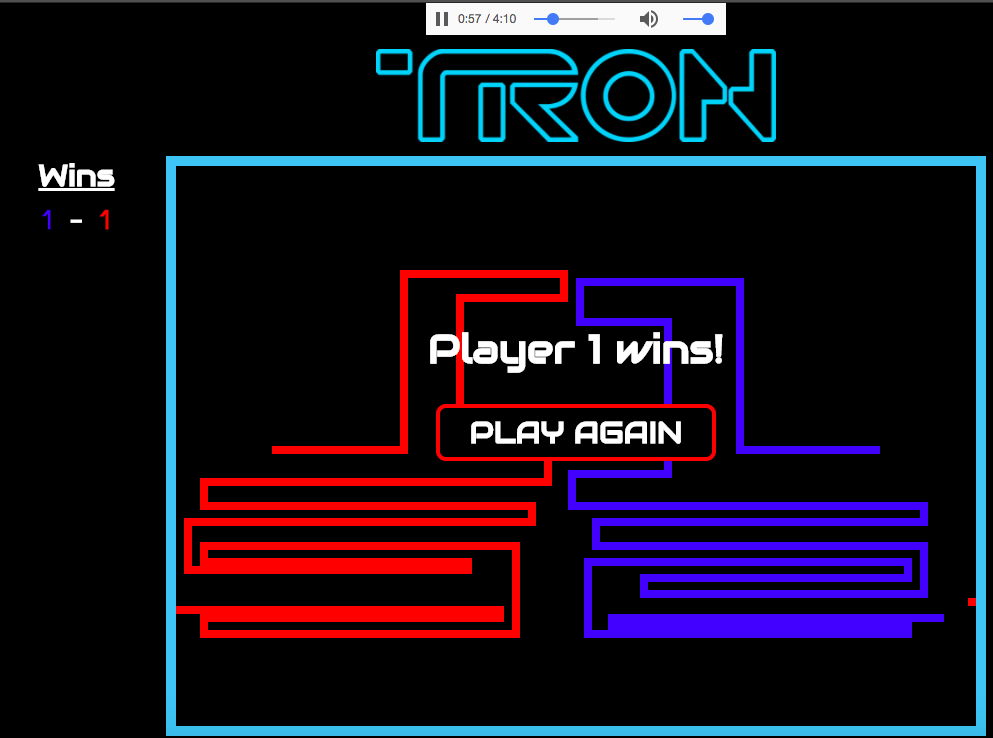 0:57 / 4:10
TRON
Wins
1 - 1
Player 1 wins!
PLAY AGAIN